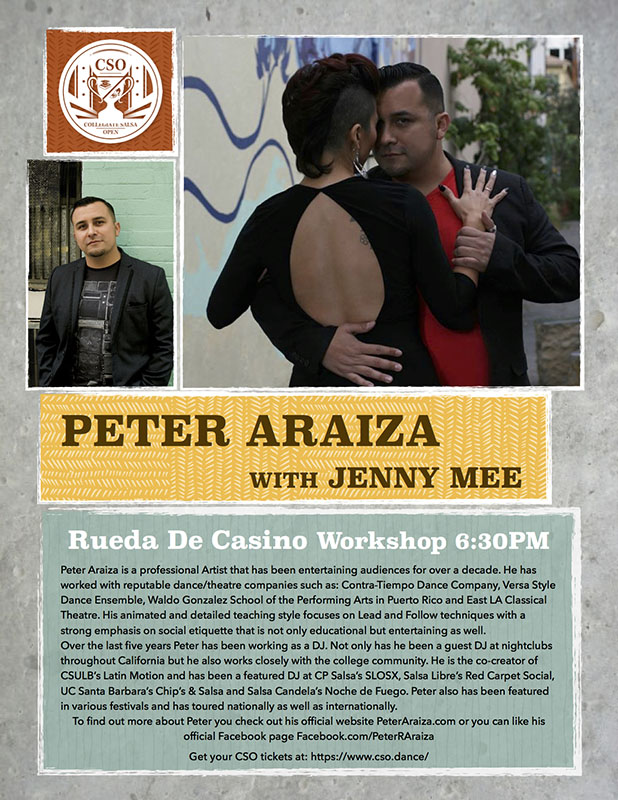 CSO
COLLEGIATE SALSA
OPEN
PETER ARAIZA
WITH JENNY MEE
Rueda De Casino Workshop 6:30PM
Peter Araiza is a professional Artist that has been entertaining audiences for over a decade. He has
worked with reputable dance/theatre companies such as: Contra-Tiempo Dance Company, Versa Style
Dance Ensemble, Waldo Gonzalez School of the Performing Arts in Puerto Rico and East LA Classical
Theatre. His animated and detailed teaching style focuses on Lead and Follow techniques with a
strong emphasis on social etiquette that is not only educational but entertaining as well.
Over the last five years Peter has been working as a DJ. Not only has he been a guest DJ at nightclubs
throughout California but he also works closely with the college community. He is the co-creator of
CSULB's Latin Motion and has been a featured DJ at CP Salsa's SLOSX, Salsa Libre's Red Carpet Social,
UC Santa Barbara's Chip's & Salsa and Salsa Candela's Noche de Fuego. Peter also has been featured
in various festivals and has toured nationally as well as internationally.
To find out more about Peter you check out his official website PeterAraiza.com or you can like his
official Facebook page Facebook.com/PeterRAraiza
Get your CSO tickets at: https://www.cso.dance/